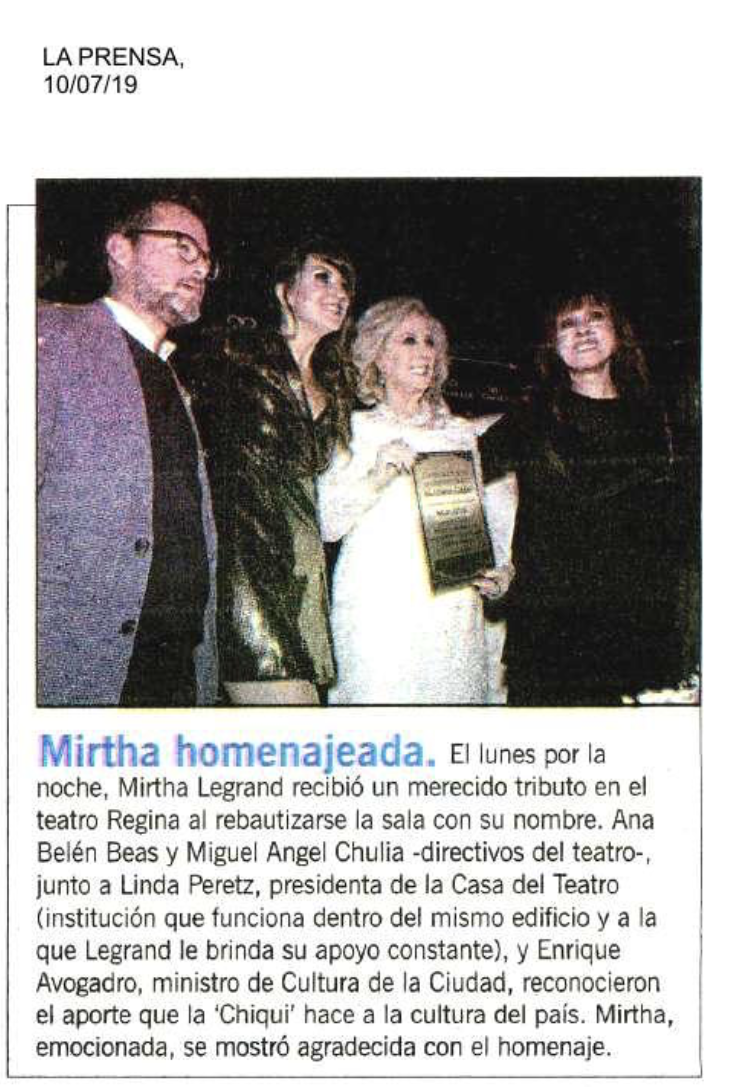 LA PRENSA,
10/07/19
Mirtha homenajeada. El lunes por la
noche, Mirtha Legrand recibió un merecido tributo en el
teatro Regina al rebautizarse la sala con su nombre. Ana
Belén Beas y Miguel Angel Chulia -directivos del teatro-,
junto a Linda Peretz, presidenta de la Casa del Teatro
(institución que funciona dentro del mismo edificio y a la
que Legrand le brinda su apoyo constante), y Enrique
Avogadro, ministro de Cultura de la Ciudad, reconocieron
el aporte que la 'Chiqui' hace a la cultura del país. Mirtha,
emocionada, se mostró agradecida con el homenaje.